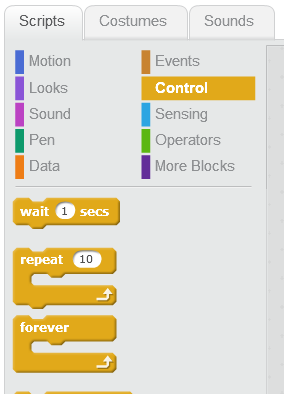 Scripts Costumes Sounds
Motion Events
Looks Control
Sound Sensing
Pen Operators
Data More Blocks
wait 1 secs
repeat 10
forever